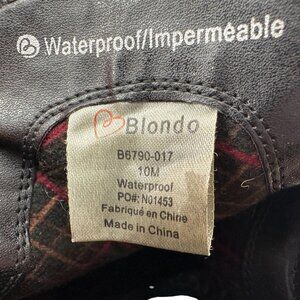 Waterproof/Imperméable
Blondo
B6790-017
10M
Waterproof
PO#: N01453
Fabriqué en Chine
Made in China